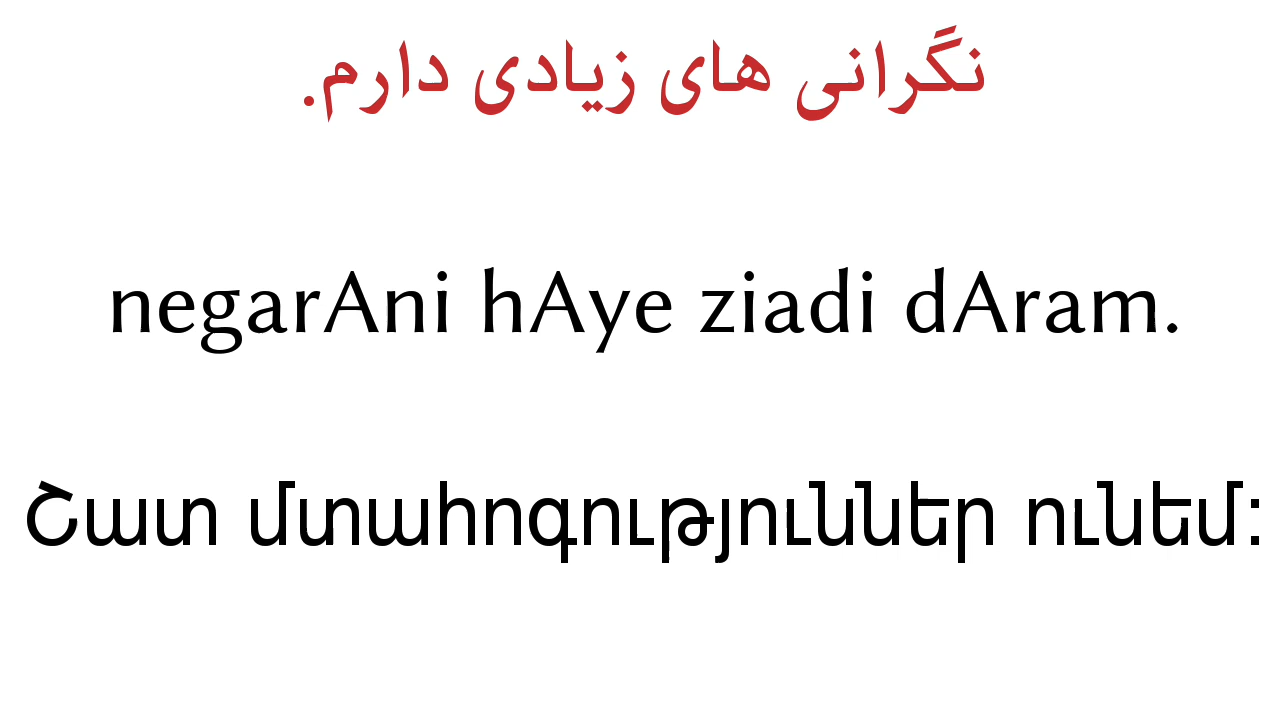 نگرانی های زیادی دارم.
negarAni hAye ziadi dAram.
Շատ մտահոգություններ ունեմ: